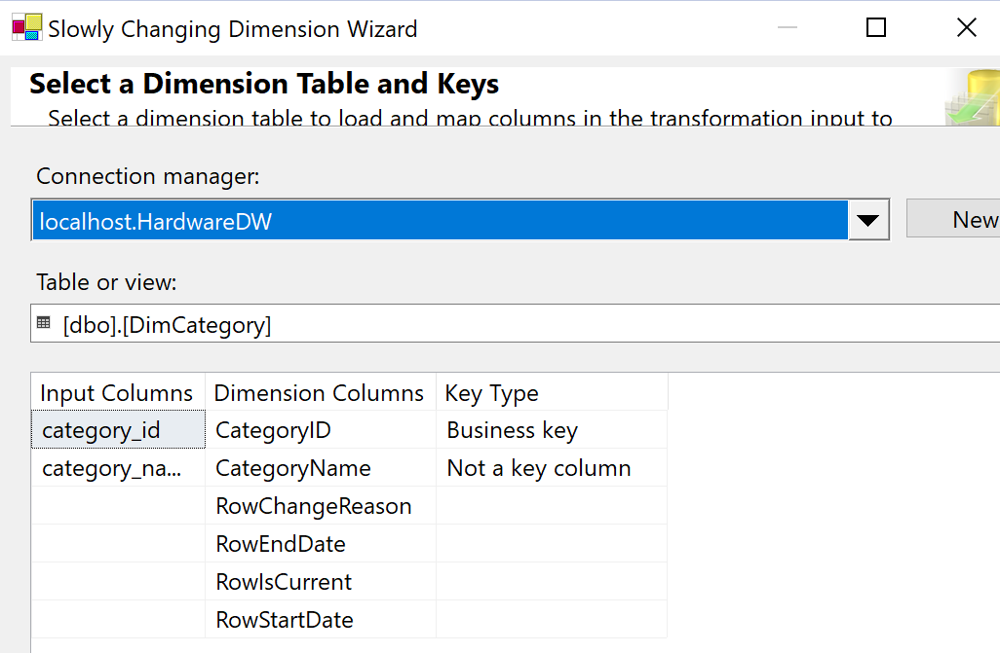 Slowly Changing Dimension Wizard
Select a Dimension Table and Keys
Select a dimension table to load and map columns in the transformation input to
Connection manager:
localhost.HardwareDW
New
Table or view:
[dbo].[DimCategory]
Input Columns Dimension Columns Key Type
category_id CategoryID Business key
category_na... CategoryName Not a key column
RowChangeReason
RowEndDate
RowIsCurrent
RowStartDate